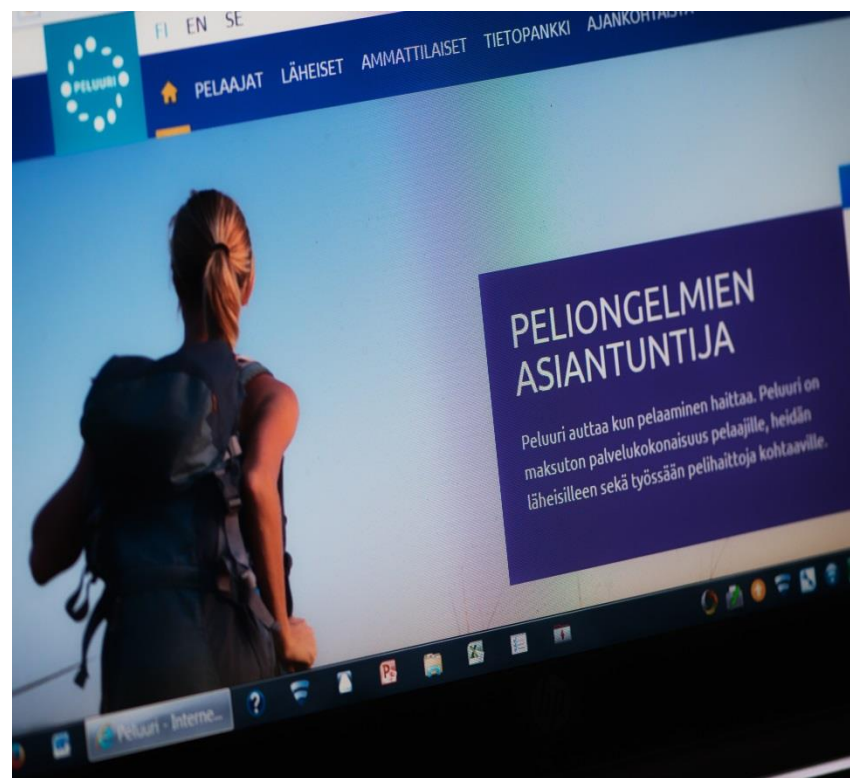 FI EN SE
PELUURI
PELAAJAT LÄHEISET AMMATTILAISET TIETOPANKKI AJANKOHTAISTA
PELIONGELMIEN
ASIANTUNTIJA
Peluuri auttaa kun pelaaminen haittaa. Peluuri on
maksuton palvelukokonaisuus pelaajille, heidän
läheisilleen sekä työssään pelihaittoja kohtaaville.
Peluuri - Interne...